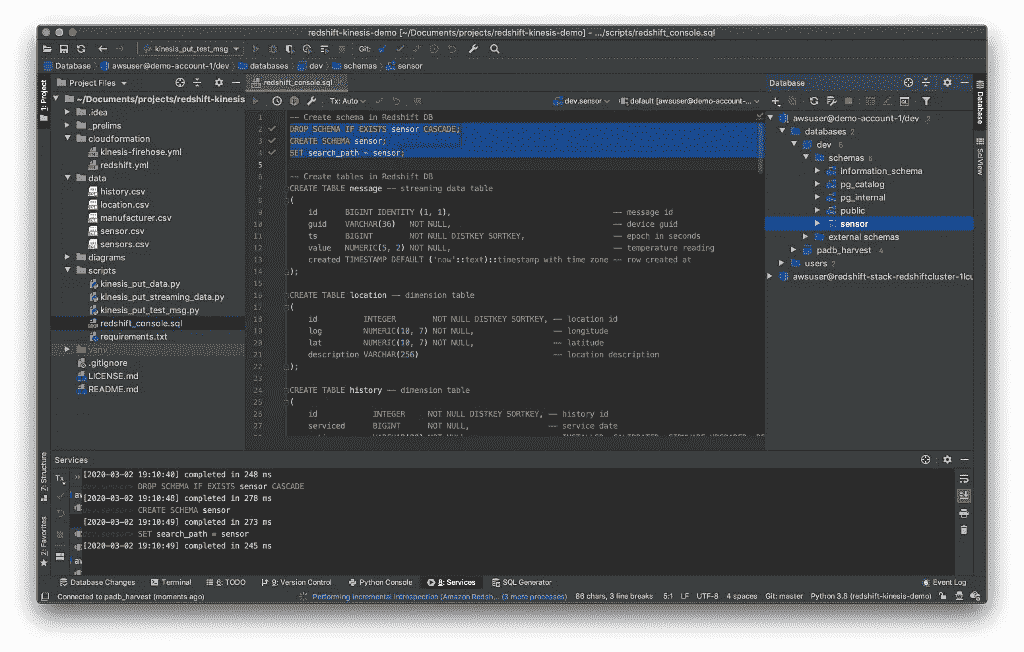 redshift-kinesis-demo [~/Documents/projects/redshift-kinesis-demo] - .../scripts/redshift_console.sql
kinesis_put_test_msg
Git:
Database
awsuser@demo-account-1/dev
databases
dev
schemas
sensor
1: Project
Project Files
~/Documents/projects/redshift-kinesis
.idea
_prelims
cloudformation
kinesis-firehose.yml
redshift.yml
data
history.csv
location.csv
manufacturer.csv
sensor.csv
sensors.csv
diagrams
scripts
kinesis_put_data.py
kinesis_put_streaming_data.py
kinesis_put_test_msg.py
redshift_console.sql
requirements.txt
.gitignore
LICENSE.md
README.md
redshift_console.sql
Tx: Auto
dev.sensor
default [awsuser@demo-account-...
1 -- Create schema in Redshift DB
2 DROP SCHEMA IF EXISTS sensor CASCADE;
3 CREATE SCHEMA sensor;
4 SET search_path = sensor;
5
6 -- Create tables in Redshift DB
7 CREATE TABLE message -- streaming data table
8 (
9 id BIGINT IDENTITY (1, 1), -- message id
10 guid VARCHAR(36) NOT NULL, -- device guid
11 ts BIGINT NOT NULL DISTKEY SORTKEY, -- epoch in seconds
12 value NUMERIC(5, 2) NOT NULL, -- temperature reading
13 created TIMESTAMP DEFAULT ('now'::text)::timestamp with time zone -- row created at
14 );
15
16 CREATE TABLE location -- dimension table
17 (
18 id INTEGER NOT NULL DISTKEY SORTKEY, -- location id
19 log NUMERIC(10, 7) NOT NULL, -- longitude
20 lat NUMERIC(10, 7) NOT NULL, -- latitude
21 description VARCHAR(256) -- location description
22 );
23
24 CREATE TABLE history -- dimension table
25 (
26 id INTEGER NOT NULL DISTKEY SORTKEY, -- history id
27 serviced BIGINT NOT NULL, -- service date
Database
awsuser@demo-account-1/dev 2
databases 2
dev 5
schemas 6
information_schema
pg_catalog
pg_internal
public
sensor
external schemas
padb_harvest 4
users 2
awsuser@redshift-stack-redshiftcluster-1lcu
Database
SciView
Z: Structure
2: Favorites
Services
Tx
[2020-03-02 19:10:40] completed in 248 ms
DROP SCHEMA IF EXISTS sensor CASCADE
[2020-03-02 19:10:48] completed in 278 ms
CREATE SCHEMA sensor
[2020-03-02 19:10:49] completed in 273 ms
SET search_path = sensor
[2020-03-02 19:10:49] completed in 245 ms
Database Changes
Terminal
6: TODO
9: Version Control
Python Console
8: Services
SQL Generator
Event Log
Connected to padb_harvest (moments ago)
Performing incremental introspection (Amazon Redsh... (3 more processes)
86 chars, 3 line breaks
5:1
LF
UTF-8
4 spaces
Git: master
Python 3.8 (redshift-kinesis-demo)